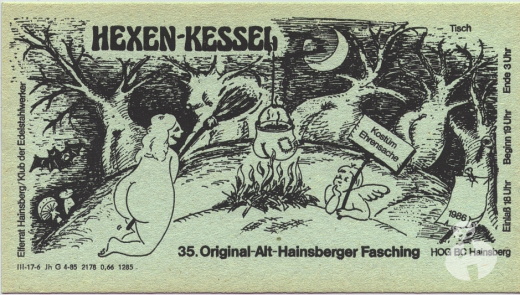 HEXEN-KESSEL
Tisch
Elferrat Hainsberg/Klub der Edelstahlwerker
Kostüm
Ehrensache
1986
Einlaß 18 Uhr Beginn 19 Uhr Ende 3 Uhr
35. Original-Alt-Hainsberger Fasching
HOG BC Hainsberg
III-17-6 Jh G 4-85 2178 0,66 1285